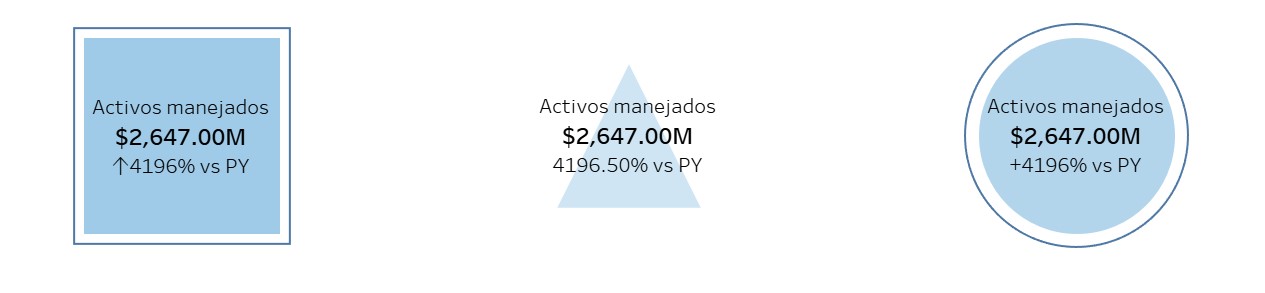 Activos manejados
$2,647.00M
↑4196% vs PY
Activos manejados
$2,647.00M
4196.50% vs PY
Activos manejados
$2,647.00M
+4196% vs PY